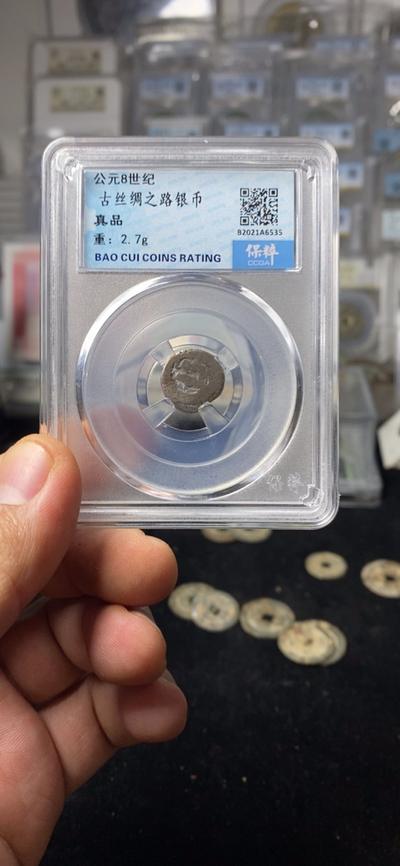 公元8世纪
古丝绸之路银币
真品
重：2.7g
BAO CUI COINS RATING
B2021A6535
保粹
CCGA